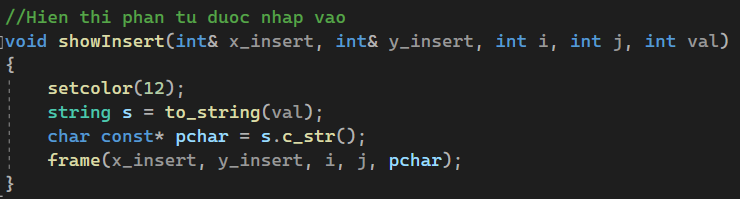 //Hien thi phan tu duoc nhap vao
void showInsert(int& x_insert, int& y_insert, int i, int j, int val)
{
    setcolor(12);
    string s = to_string(val);
    char const* pchar = s.c_str();
    frame(x_insert, y_insert, i, j, pchar);
}